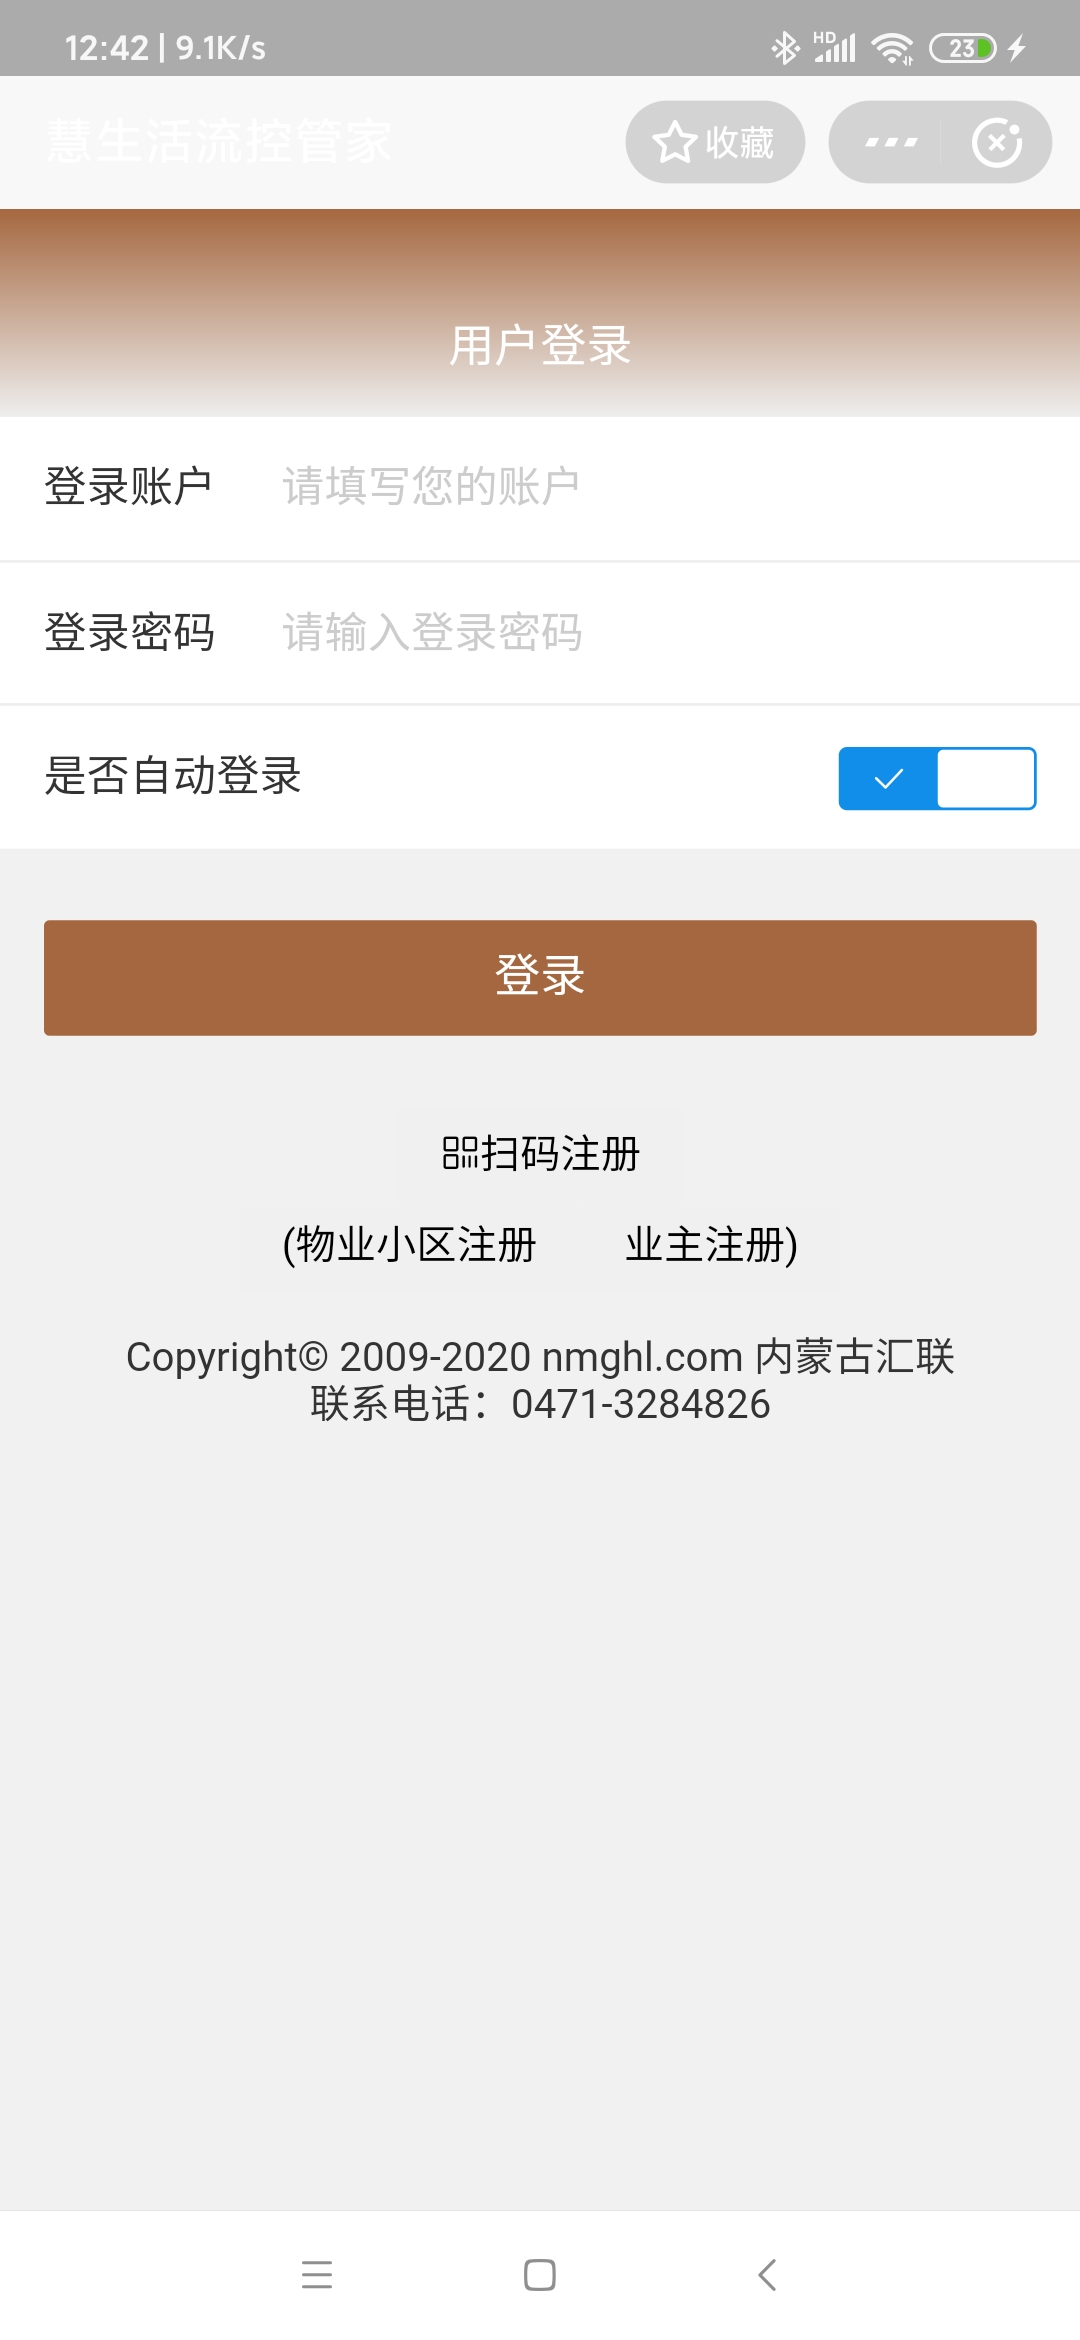 12:42 | 9.1K/s HD 23
慧生活流控管家 收藏
用户登录
登录账户 请填写您的账户
登录密码 请输入登录密码
是否自动登录
登录
扫码注册
(物业小区注册 业主注册)
Copyright© 2009-2020 nmghl.com 内蒙古汇联
联系电话：0471-3284826